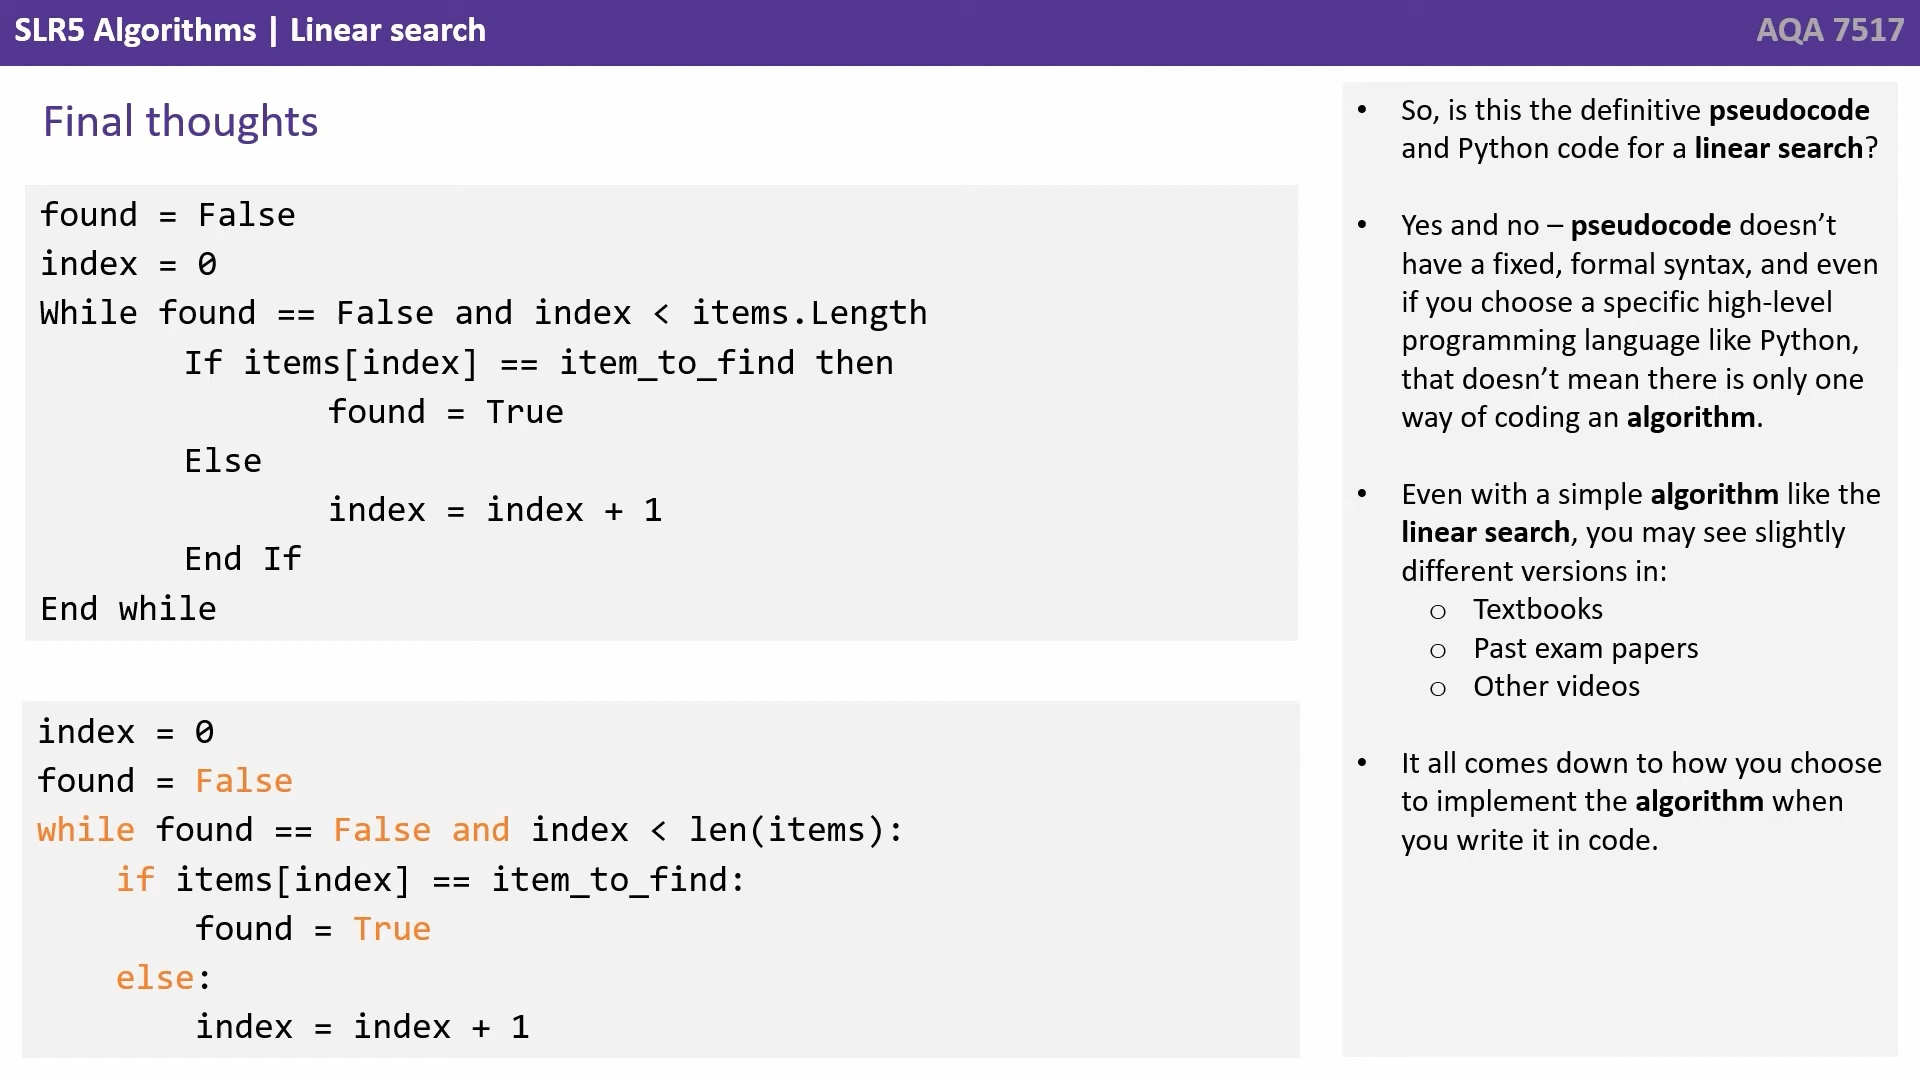 SLR5 Algorithms | Linear search
AQA 7517
Final thoughts
found = False
index = 0
While found == False and index < items.Length
If items[index] == item_to_find then
found = True
Else
index = index + 1
End If
End while
index = 0
found = False
while found == False and index < len(items):
if items[index] == item_to_find:
found = True
else:
index = index + 1
• So, is this the definitive pseudocode
and Python code for a linear search?
• Yes and no – pseudocode doesn’t
have a fixed, formal syntax, and even
if you choose a specific high-level
programming language like Python,
that doesn’t mean there is only one
way of coding an algorithm.
• Even with a simple algorithm like the
linear search, you may see slightly
different versions in:
o Textbooks
o Past exam papers
o Other videos
• It all comes down to how you choose
to implement the algorithm when
you write it in code.